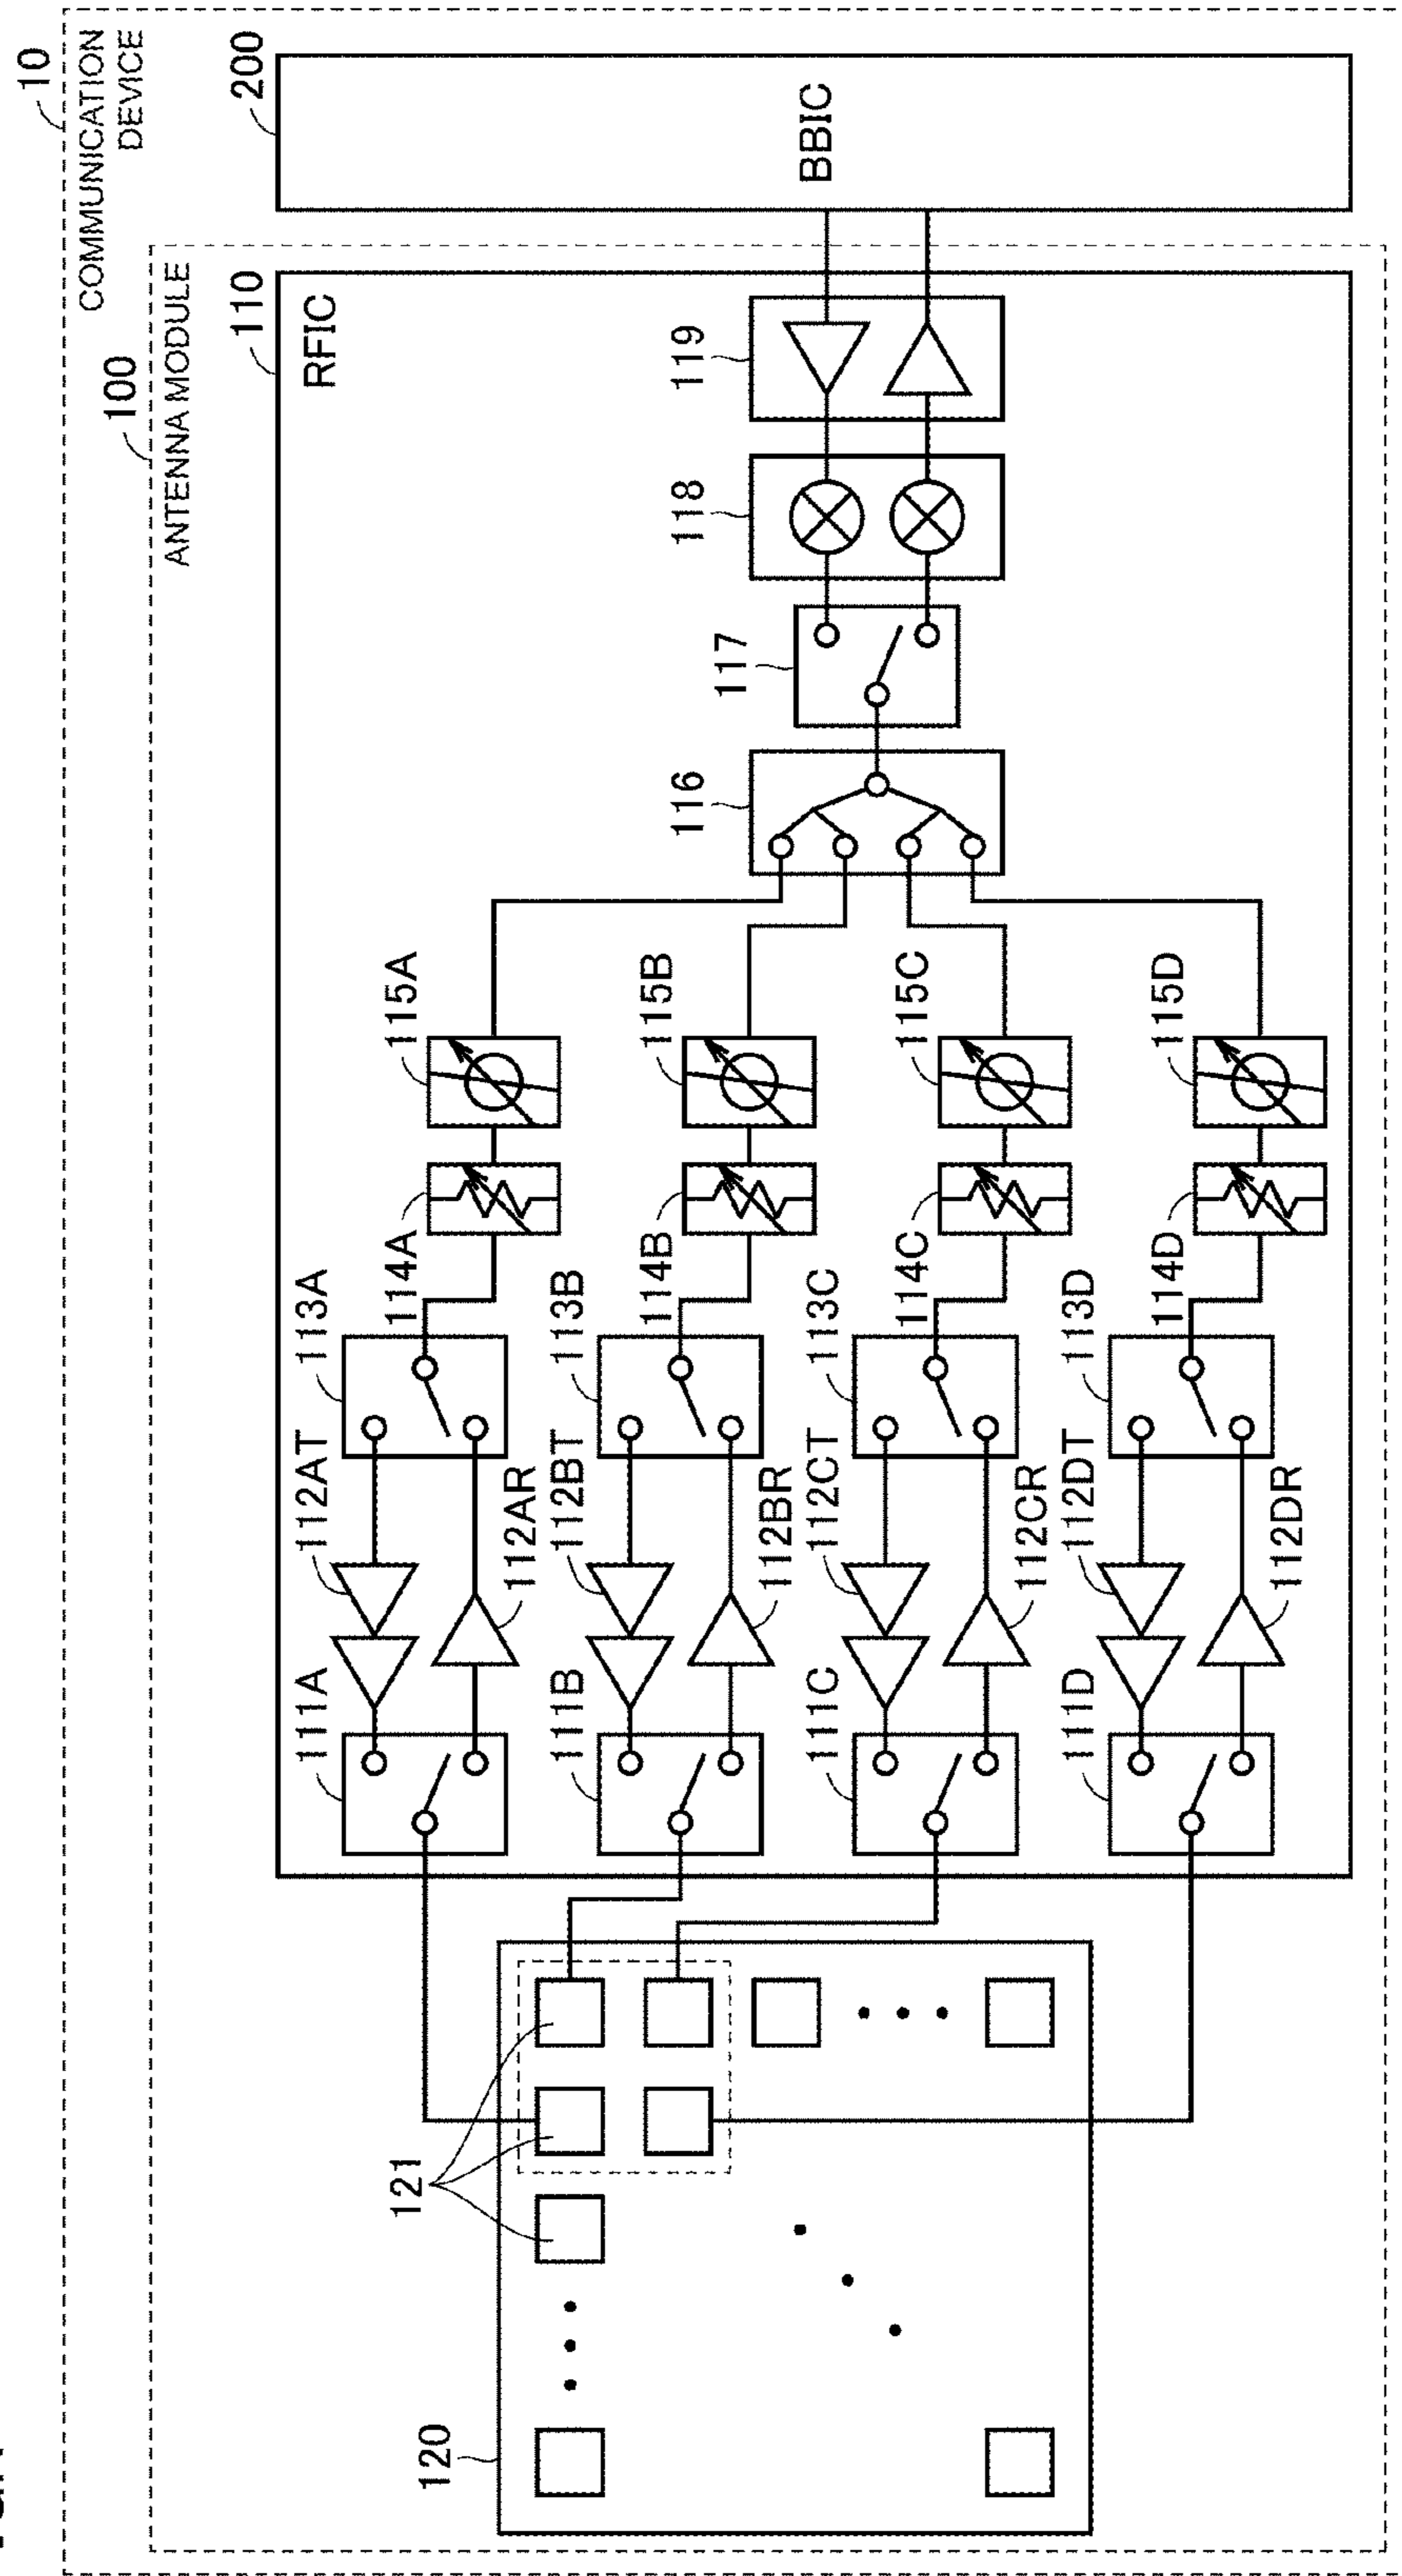 10
COMMUNICATION
DEVICE
100
ANTENNA MODULE
110
RFIC
200
BBIC
120
121
111A
112AT
112AR
113A
114A
115A
111B
112BT
112BR
113B
114B
115B
111C
112CT
112CR
113C
114C
115C
111D
112DT
112DR
113D
114D
115D
116
117
118
119